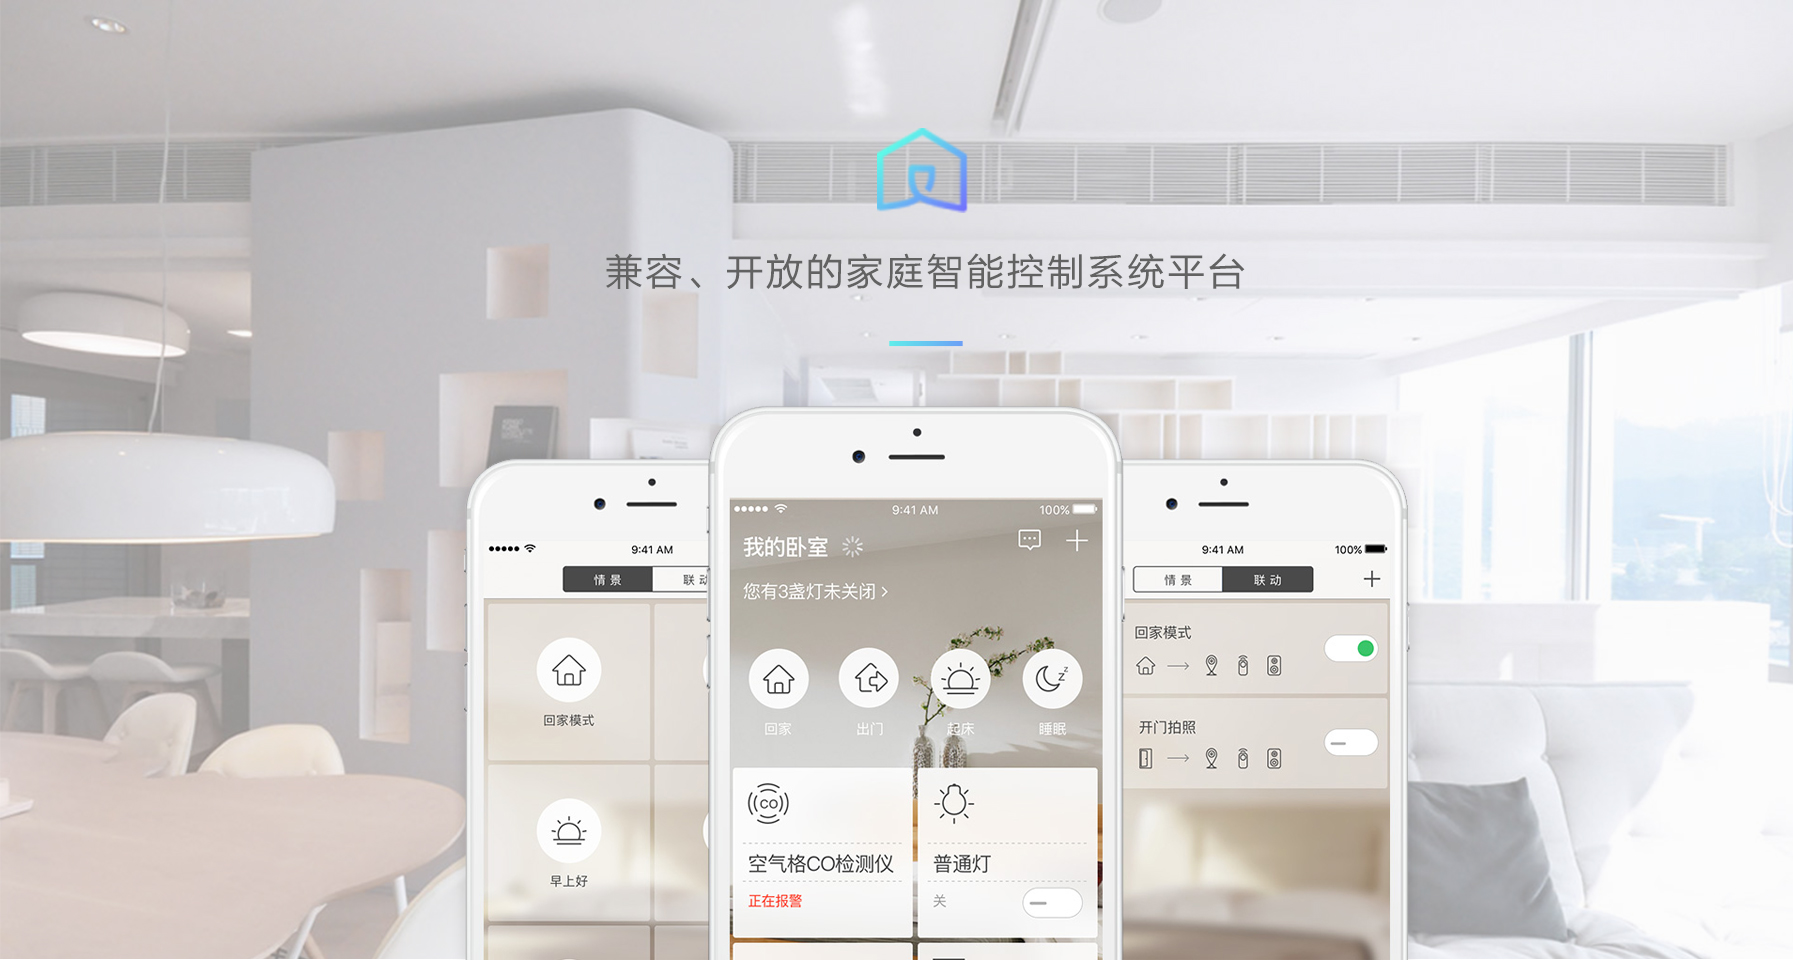 兼容、开放的家庭智能控制系统平台
9:41 AM
情景
联动
回家模式
早上好
9:41 AM
100%
我的卧室
您有3盏灯未关闭 >
回家
出门
起床
睡眠
CO
空气格CO检测仪
正在报警
普通灯
关
9:41 AM
100%
情景
联动
回家模式
开门拍照